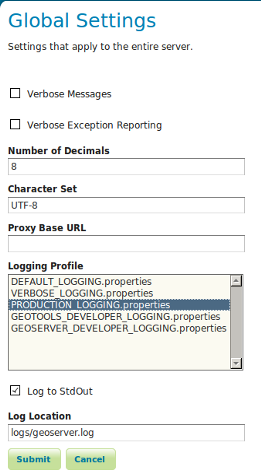 Global Settings
Settings that apply to the entire server.
Verbose Messages
Verbose Exception Reporting
Number of Decimals
8
Character Set
UTF-8
Proxy Base URL
Logging Profile
DEFAULT_LOGGING.properties
VERBOSE_LOGGING.properties
PRODUCTION_LOGGING.properties
GEOTOOLS_DEVELOPER_LOGGING.properties
GEOSERVER_DEVELOPER_LOGGING.properties
Log to StdOut
Log Location
logs/geoserver.log
Submit Cancel